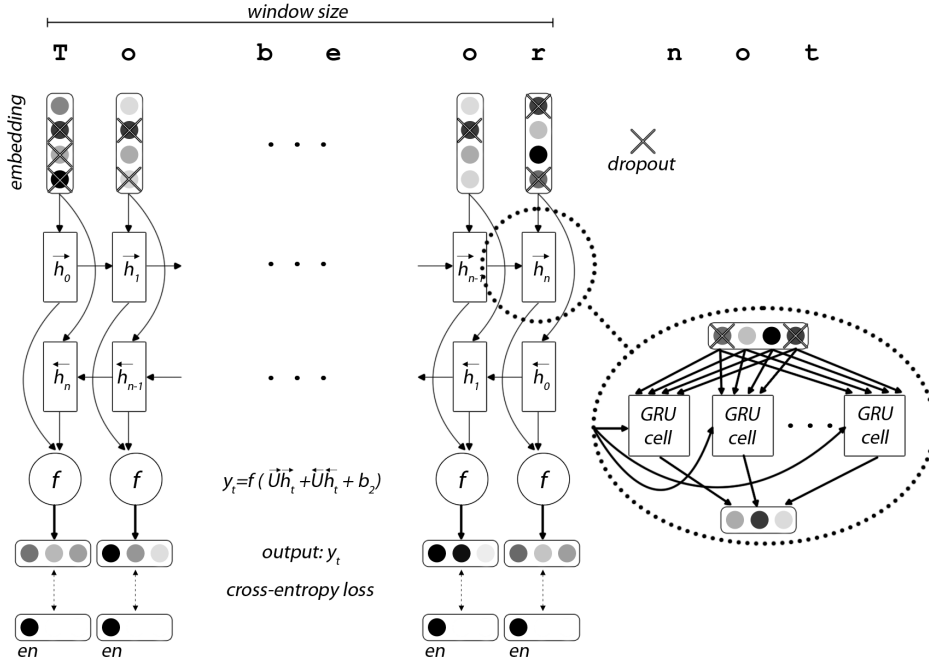 window size
T o b e o r n o t
embedding
. . .
dropout
h₀ h₁ . . . hₙ₋₁ hₙ
hₙ hₙ₋₁ . . . h₁ h₀
GRU cell GRU cell . . . GRU cell
f f yₜ=f ( Uhₜ +Uhₜ + b₂) f f
output: yₜ
cross-entropy loss
en en en en